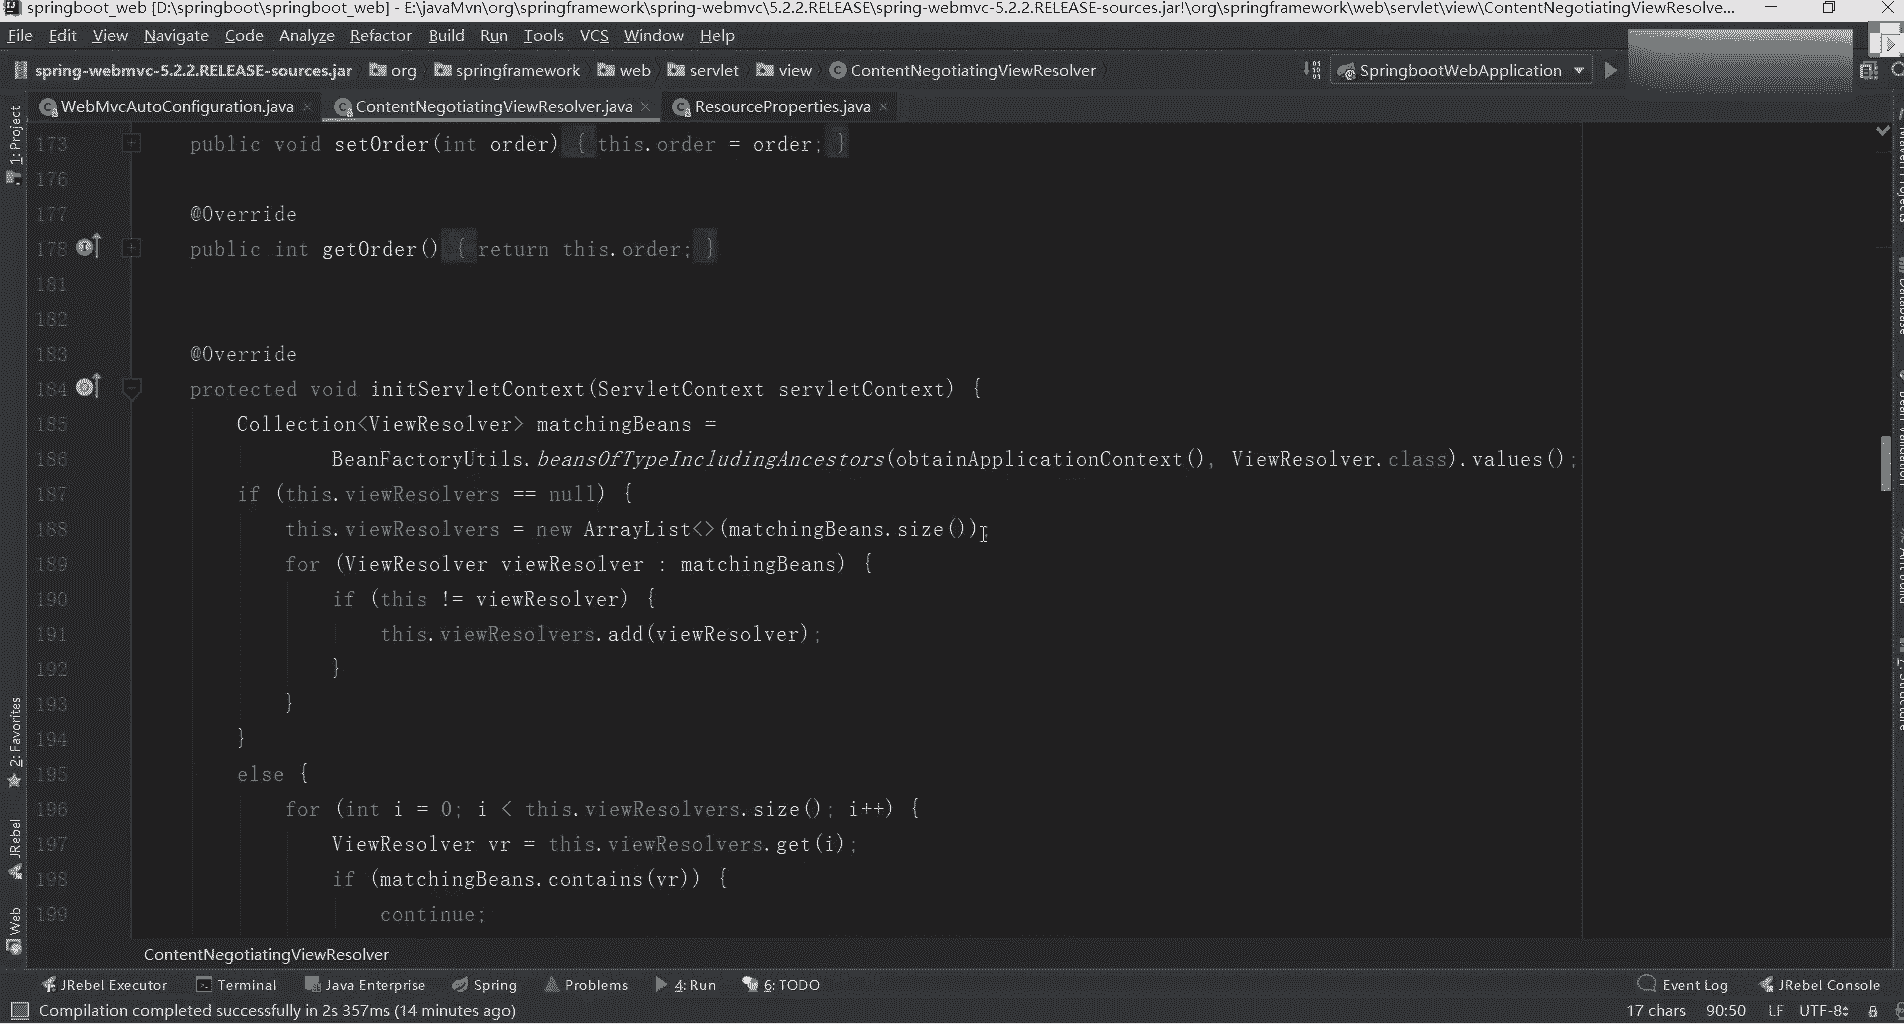 springboot_web [D:\springboot\springboot_web] - E:\javaMvn\org\springframework\spring-webmvc\5.2.2.RELEASE\spring-webmvc-5.2.2.RELEASE-sources.jar!\org\springframework\web\servlet\view\ContentNegotiatingViewResolve...
File Edit View Navigate Code Analyze Refactor Build Run Tools VCS Window Help
spring-webmvc-5.2.2.RELEASE-sources.jar org springframework web servlet view ContentNegotiatingViewResolver SpringbootWebApplication
WebMvcAutoConfiguration.java ContentNegotiatingViewResolver.java ResourceProperties.java
1: Project
173 public void setOrder(int order) { this.order = order; }
176
177 @Override
178 public int getOrder() { return this.order; }
181
182
183 @Override
184 protected void initServletContext(ServletContext servletContext) {
185 Collection<ViewResolver> matchingBeans =
186 BeanFactoryUtils.beansOfTypeIncludingAncestors(obtainApplicationContext(), ViewResolver.class).values();
187 if (this.viewResolvers == null) {
188 this.viewResolvers = new ArrayList<>(matchingBeans.size());
189 for (ViewResolver viewResolver : matchingBeans) {
190 if (this != viewResolver) {
191 this.viewResolvers.add(viewResolver);
192 }
193 }
194 }
195 else {
196 for (int i = 0; i < this.viewResolvers.size(); i++) {
197 ViewResolver vr = this.viewResolvers.get(i);
198 if (matchingBeans.contains(vr)) {
199 continue;
2: Favorites
JRebel
Web
ContentNegotiatingViewResolver
JRebel Executor Terminal Java Enterprise Spring Problems 4: Run 6: TODO Event Log JRebel Console
Compilation completed successfully in 2s 357ms (14 minutes ago) 17 chars 90:50 LF UTF-8